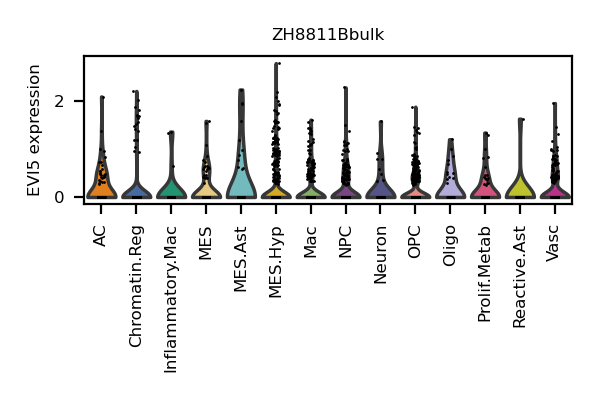 ZH8811Bbulk
EVI5 expression
2
0
AC
Chromatin.Reg
Inflammatory.Mac
MES
MES.Ast
MES.Hyp
Mac
NPC
Neuron
OPC
Oligo
Prolif.Metab
Reactive.Ast
Vasc